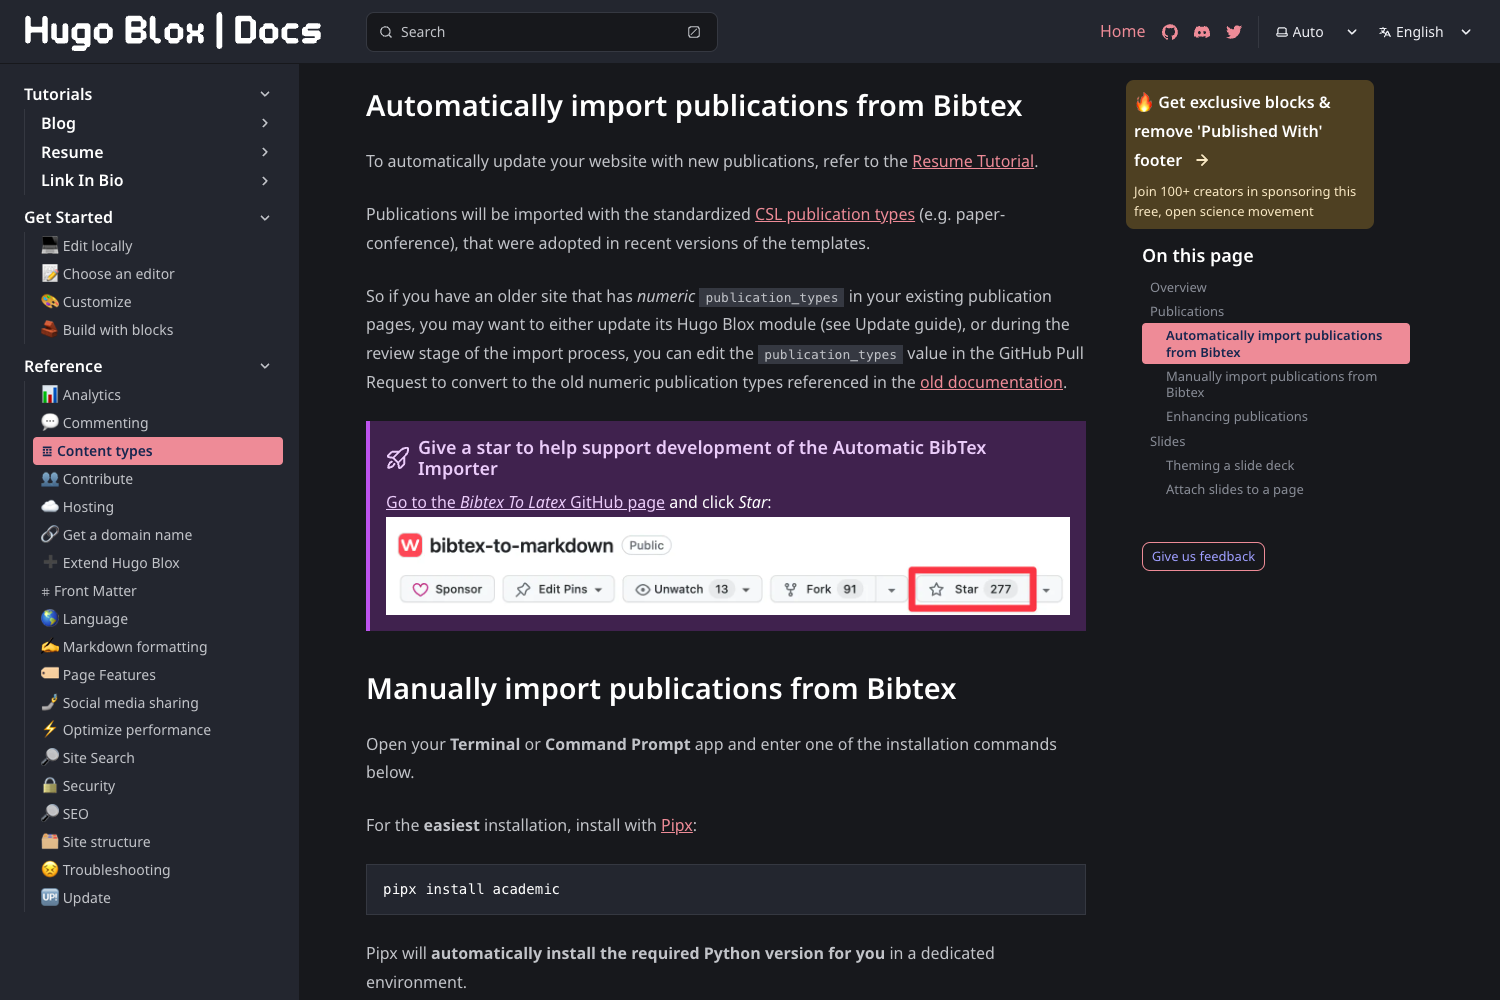 Hugo Blox | Docs
Search
Home
Auto
English
Tutorials
Blog
Resume
Link In Bio
Get Started
Edit locally
Choose an editor
Customize
Build with blocks
Reference
Analytics
Commenting
Content types
Contribute
Hosting
Get a domain name
Extend Hugo Blox
Front Matter
Language
Markdown formatting
Page Features
Social media sharing
Optimize performance
Site Search
Security
SEO
Site structure
Troubleshooting
UP!
Update
Automatically import publications from Bibtex
To automatically update your website with new publications, refer to the Resume Tutorial.
Publications will be imported with the standardized CSL publication types (e.g. paper-
conference), that were adopted in recent versions of the templates.
So if you have an older site that has numeric publication_types in your existing publication
pages, you may want to either update its Hugo Blox module (see Update guide), or during the
review stage of the import process, you can edit the publication_types value in the GitHub Pull
Request to convert to the old numeric publication types referenced in the old documentation.
Give a star to help support development of the Automatic BibTex
Importer
Go to the Bibtex To Latex GitHub page and click Star:
W bibtex-to-markdown Public
Sponsor Edit Pins Unwatch 13 Fork 91 Star 277
Manually import publications from Bibtex
Open your Terminal or Command Prompt app and enter one of the installation commands
below.
For the easiest installation, install with Pipx:
pipx install academic
Pipx will automatically install the required Python version for you in a dedicated
environment.
Get exclusive blocks &
remove 'Published With'
footer →
Join 100+ creators in sponsoring this
free, open science movement
On this page
Overview
Publications
Automatically import publications
from Bibtex
Manually import publications from
Bibtex
Enhancing publications
Slides
Theming a slide deck
Attach slides to a page
Give us feedback